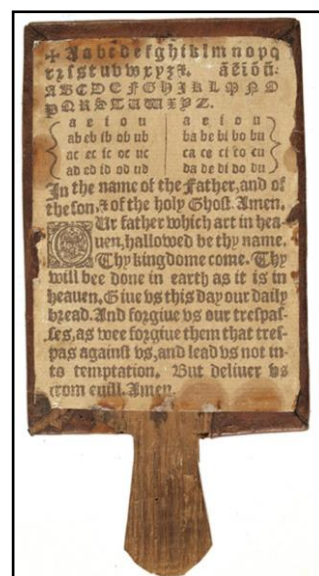 ✠ Aabcdefghiklmnopq
rꝛſstuvwxyz⁊. ãẽĩõũ:
ABCDEFGHIKLMNO
PQRSTUWXYZ.
a e i o u a e i o u
ab eb ib ob ub ba be bi bo bu
ac ec ic oc uc ca ce ci co cu
ad ed id od ud da de di do du
In the name of the Father, and of
the ſon, ⁊ of the holy Ghoſt. Amen.
OUr father which art in hea⸗
uen, hallowed be thy name.
Thy kingdome come. Thy
will bee done in earth as it is in
heauen. Giue vs this day our daily
bread. And forgiue vs our treſpaſ⸗
ſes, as wee forgiue them that treſ⸗
pas againſt vs, and lead vs not in⸗
to temptation. But deliuer vs
from euill. Amen.